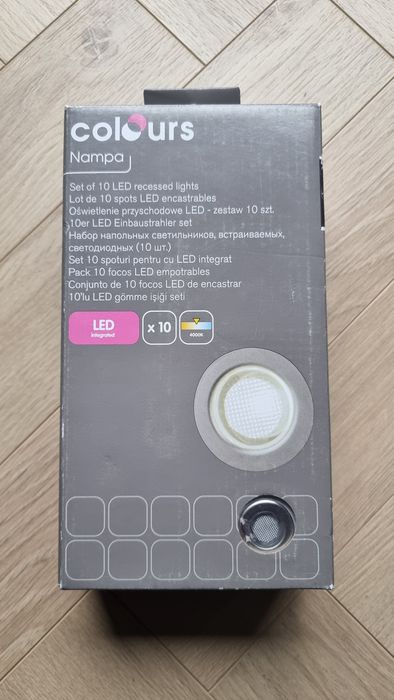 colours
Nampa
Set of 10 LED recessed lights
Lot de 10 spots LED encastrables
Oświetlenie przyschodowe LED - zestaw 10 szt.
10er LED Einbaustrahler set
Набор напольных светильников, встраиваемых,
светодиодных (10 шт.)
Set 10 spoturi pentru cu LED integrat
Pack 10 focos LED empotrables
Conjunto de 10 focos LED de encastrar
10'lu LED gömme ışığı seti
LED
integrated
x 10
4000K